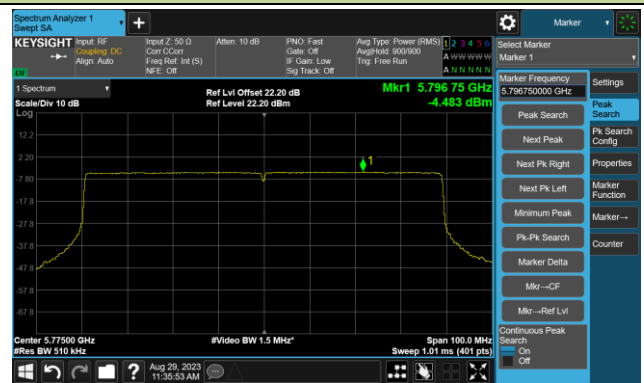 Spectrum Analyzer 1
Swept SA
Marker
KEYSIGHT
Input: RF
Coupling: DC
Align: Auto
Input Z: 50 Ω
Corr CCorr
Freq Ref: Int (S)
NFE: Off
Atten: 10 dB
PNO: Fast
Gate: Off
IF Gain: Low
Sig Track: Off
Avg Type: Power (RMS)
Avg|Hold: 900/900
Trig: Free Run
1 2 3 4 5 6
A W W W W W
A N N N N N
Select Marker
Marker 1
LV
1 Spectrum
Scale/Div 10 dB
Log
Ref Lvl Offset 22.20 dB
Ref Level 22.20 dBm
Mkr1 5.796 75 GHz
-4.483 dBm
12.2
2.20
-7.80
-17.8
-27.8
-37.8
-47.8
-57.8
-67.8
1
Center 5.77500 GHz
#Res BW 510 kHz
#Video BW 1.5 MHz*
Span 100.0 MHz
Sweep 1.01 ms (401 pts)
Marker Frequency
5.796750000 GHz
Peak Search
Next Peak
Next Pk Right
Next Pk Left
Minimum Peak
Pk-Pk Search
Marker Delta
Mkr→CF
Mkr→Ref Lvl
Continuous Peak
Search
On
Off
Settings
Peak
Search
Pk Search
Config
Properties
Marker
Function
Marker→
Counter
Aug 29, 2023
11:35:53 AM